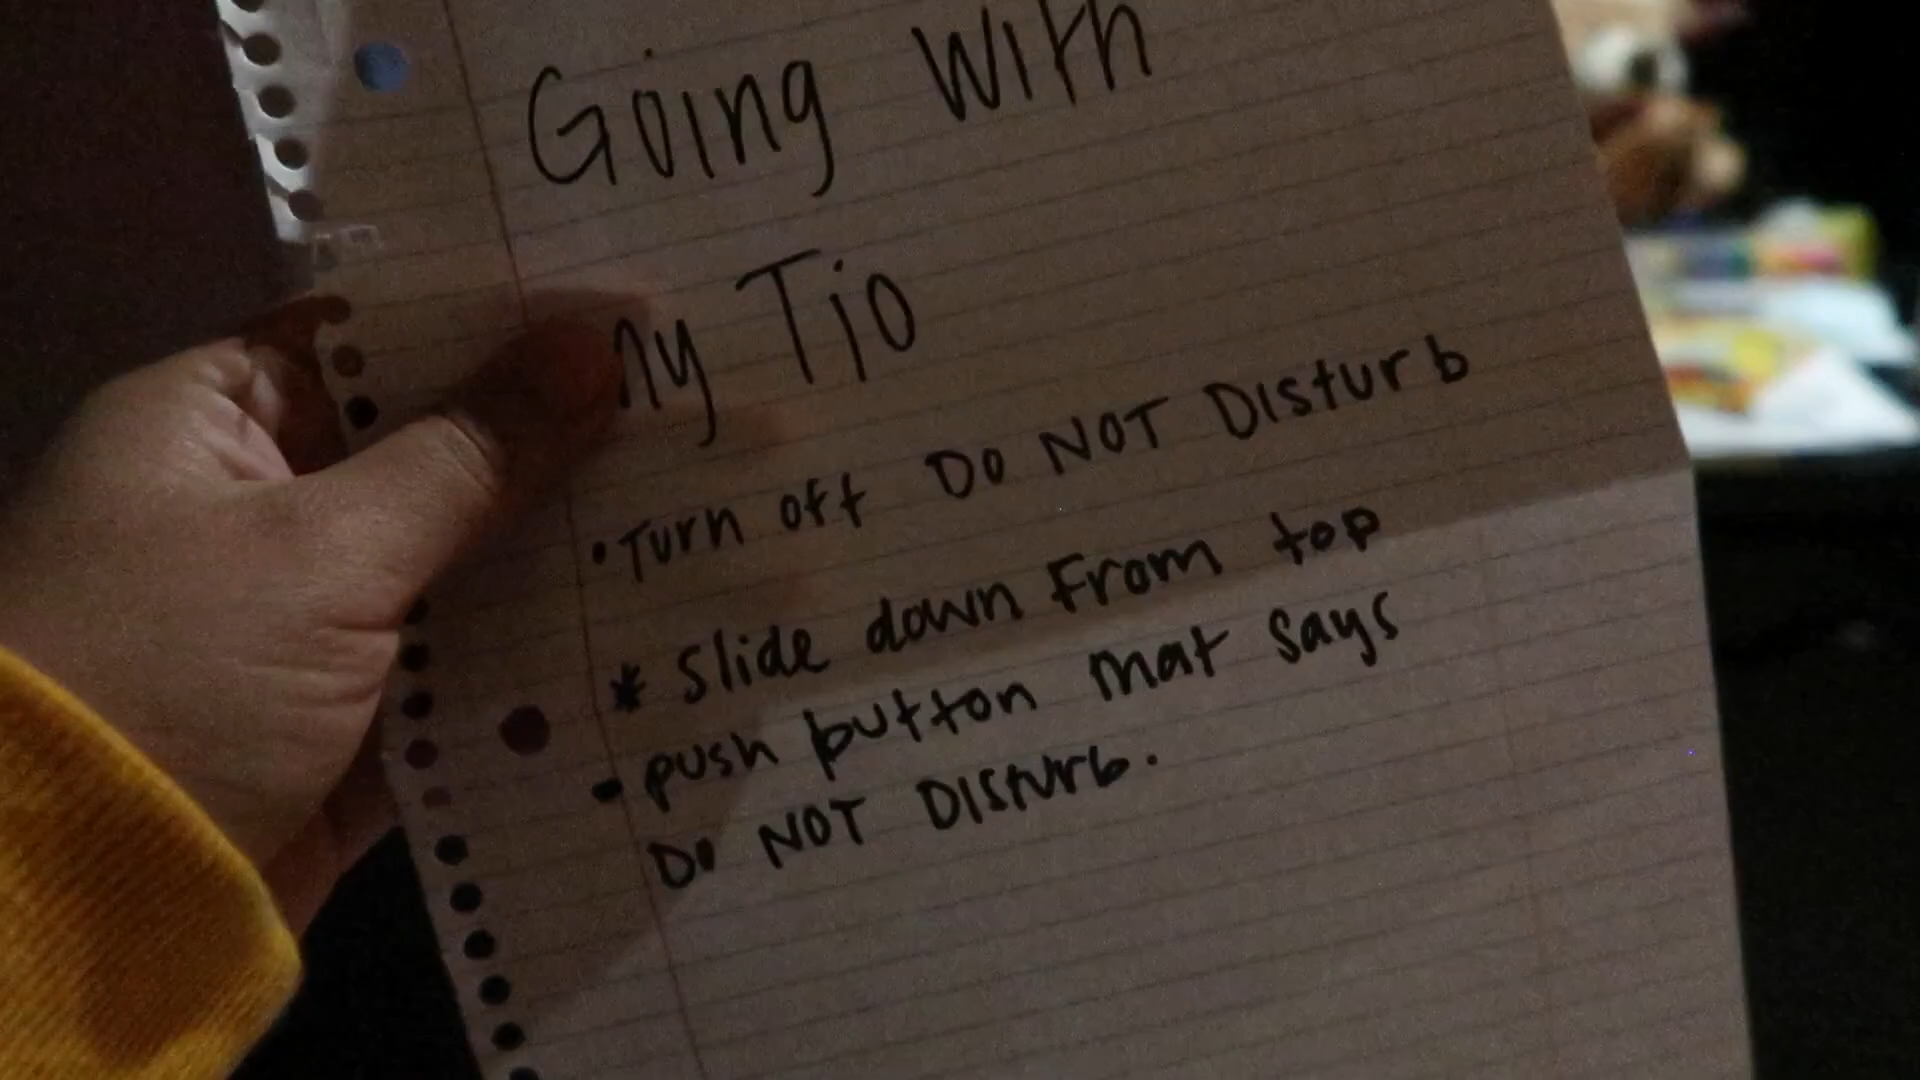 Going With
my Tio
• Turn off DO NOT DISturb
* Slide down From top
• push button that says
DO NOT DISturb.